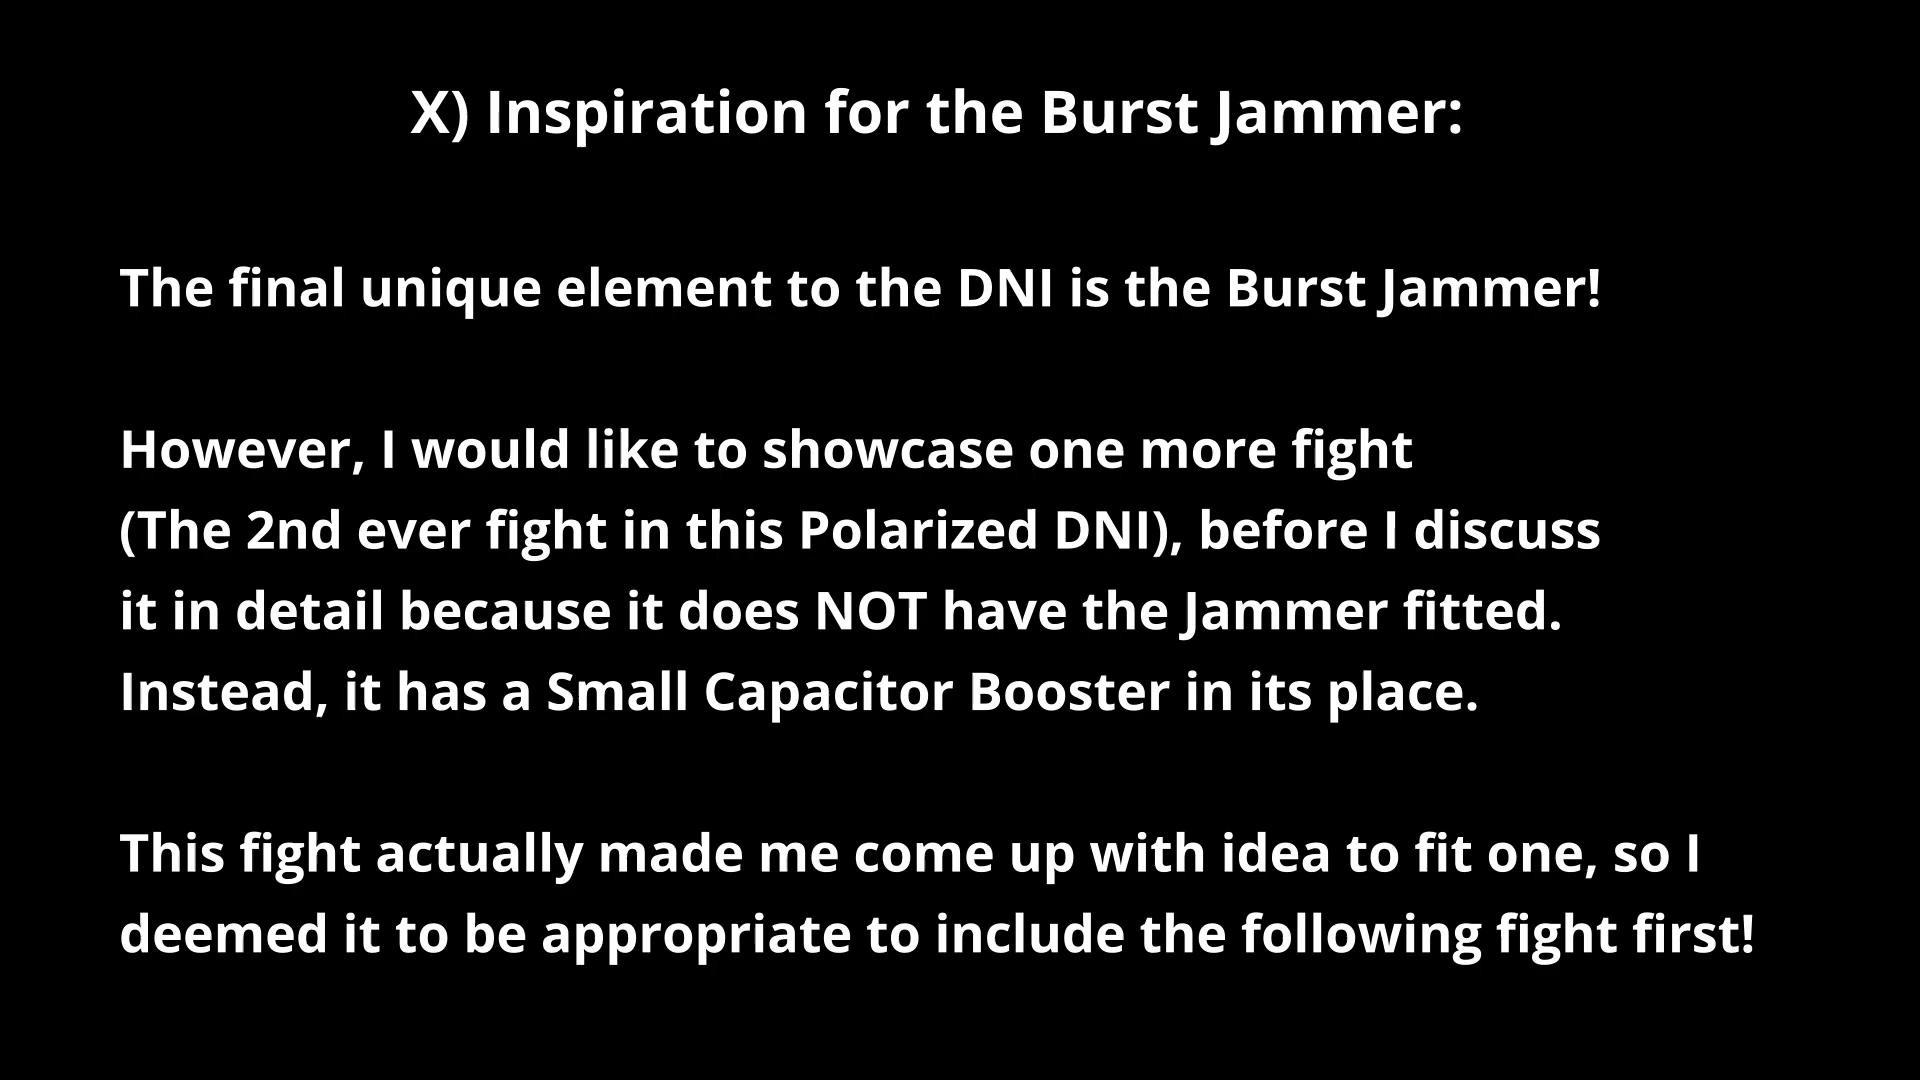 X) Inspiration for the Burst Jammer:
The final unique element to the DNI is the Burst Jammer!
However, I would like to showcase one more fight
(The 2nd ever fight in this Polarized DNI), before I discuss
it in detail because it does NOT have the Jammer fitted.
Instead, it has a Small Capacitor Booster in its place.
This fight actually made me come up with idea to fit one, so I
deemed it to be appropriate to include the following fight first!